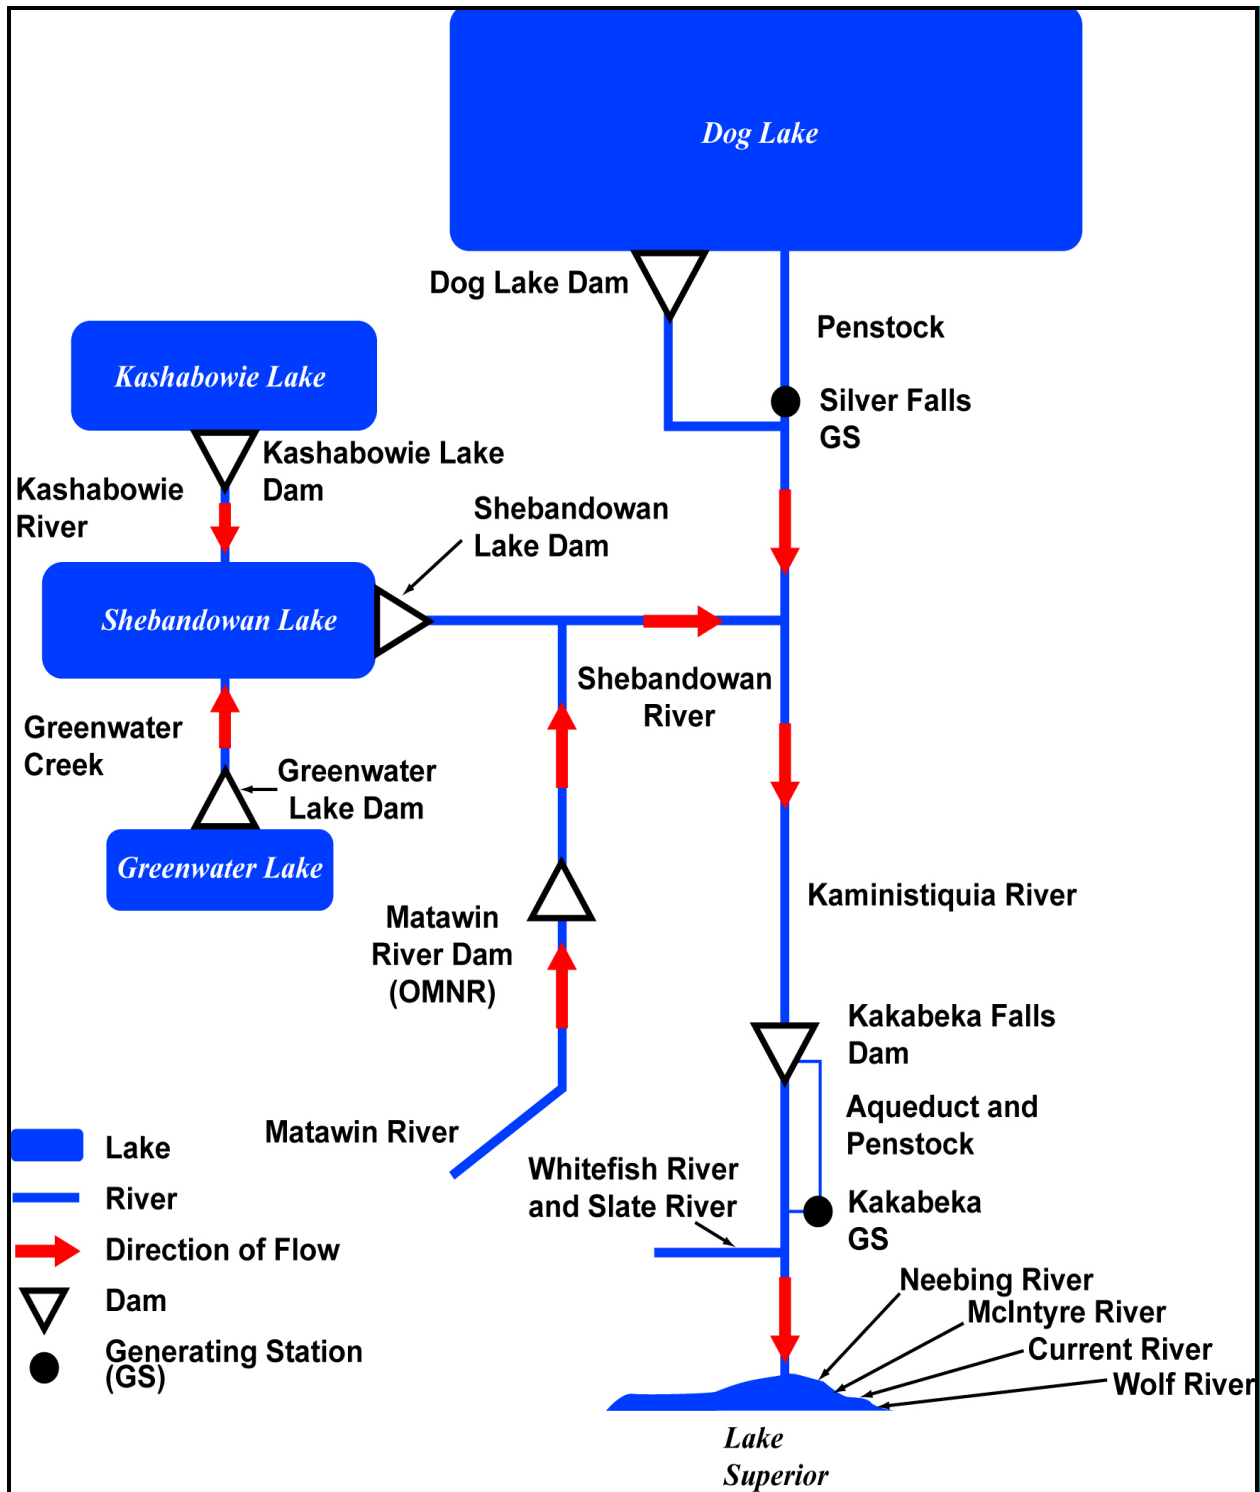 Dog Lake
Dog Lake Dam
Penstock
Kashabowie Lake
Silver Falls
GS
Kashabowie Lake
Dam
Kashabowie
River
Shebandowan
Lake Dam
Shebandowan Lake
Shebandowan
River
Greenwater
Creek
Greenwater
Lake Dam
Greenwater Lake
Kaministiquia River
Matawin
River Dam
(OMNR)
Kakabeka Falls
Dam
Aqueduct and
Penstock
Matawin River
Whitefish River
and Slate River
Kakabeka
GS
Lake
River
Direction of Flow
Dam
Generating Station
(GS)
Neebing River
McIntyre River
Current River
Wolf River
Lake
Superior